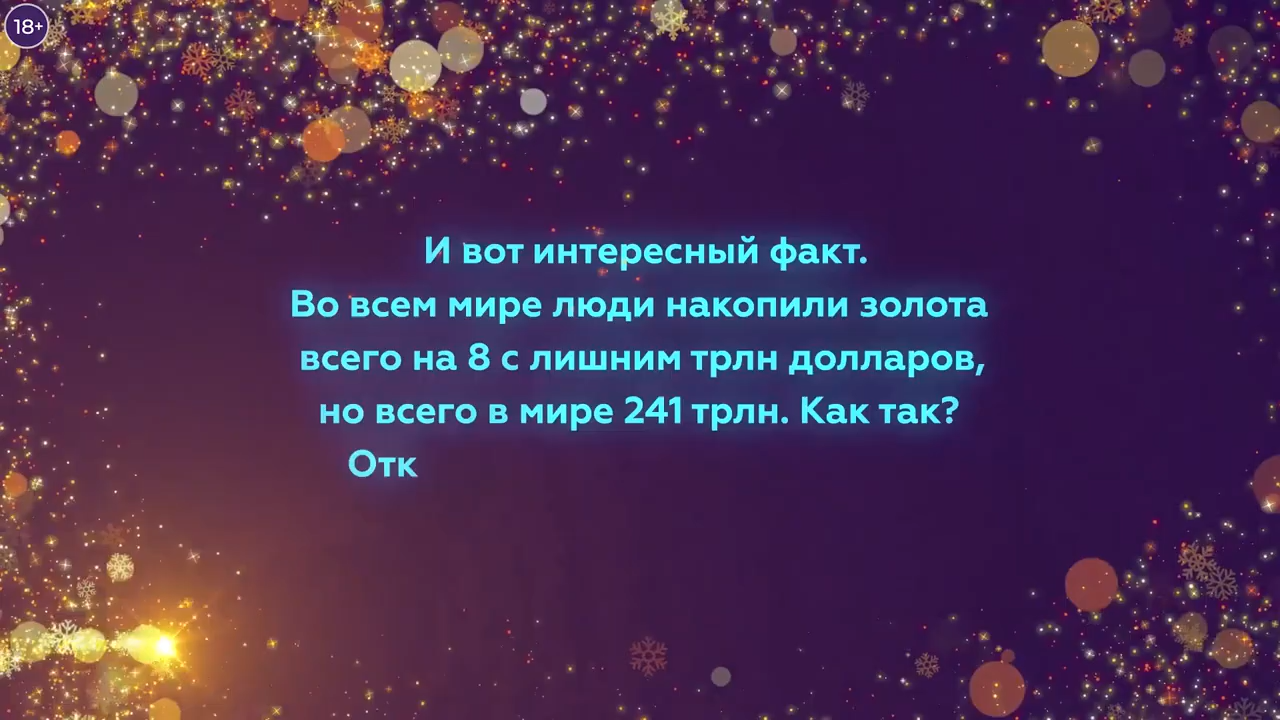 18+
И вот интересный факт.
Во всем мире люди накопили золота
всего на 8 с лишним трлн долларов,
но всего в мире 241 трлн. Как так?
Отк